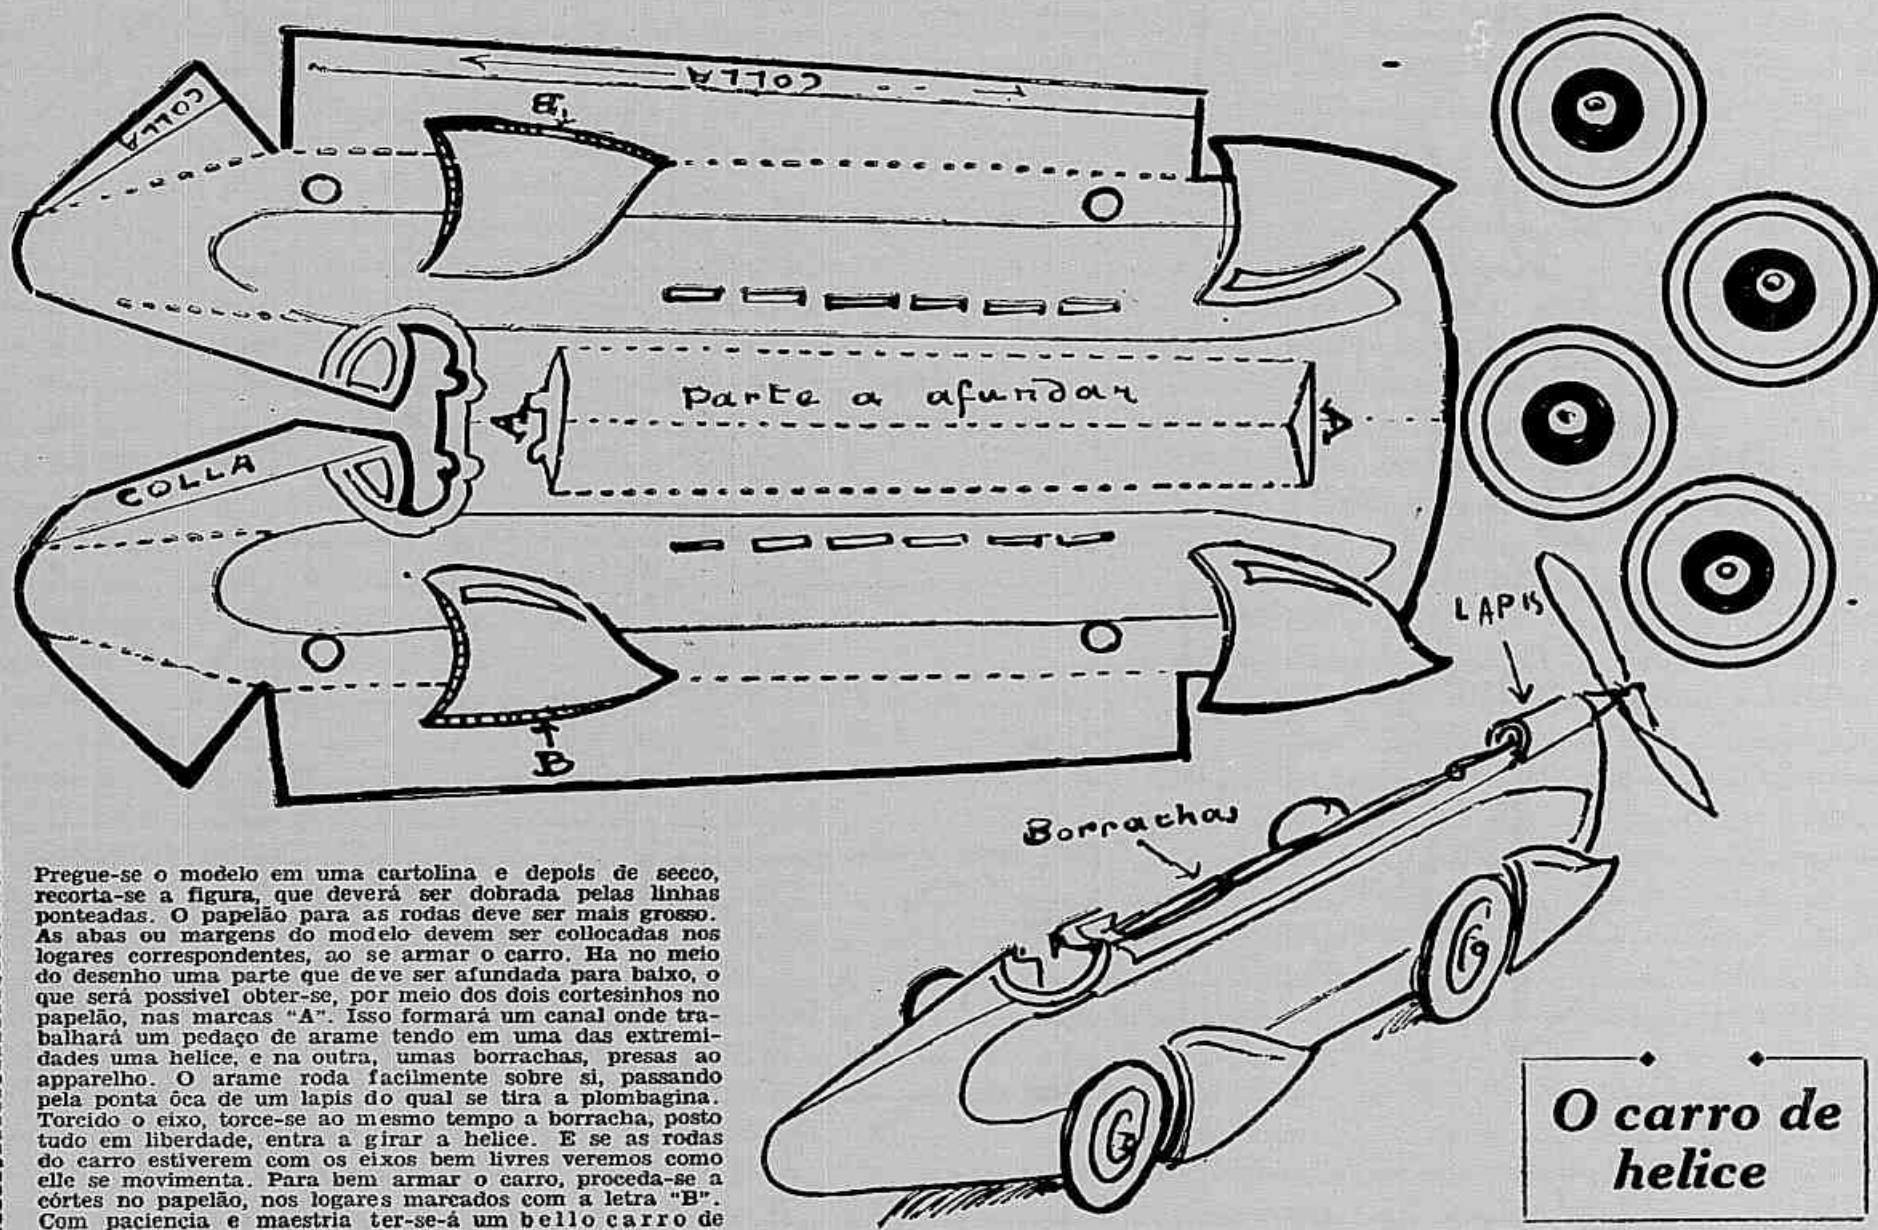 COLLA
COLLA
B
Parte a afundar
A
A
COLLA
B
LAPIS
Borrachas
Pregue-se o modelo em uma cartolina e depois de secco,
recorta-se a figura, que deverá ser dobrada pelas linhas
ponteadas. O papelão para as rodas deve ser mais grosso.
As abas ou margens do modelo devem ser collocadas nos
logares correspondentes, ao se armar o carro. Ha no meio
do desenho uma parte que deve ser afundada para baixo, o
que será possivel obter-se, por meio dos dois cortesinhos no
papelão, nas marcas "A". Isso formará um canal onde tra-
balhará um pedaço de arame tendo em uma das extremi-
dades uma helice, e na outra, umas borrachas, presas ao
apparelho. O arame roda facilmente sobre si, passando
pela ponta ôca de um lapis do qual se tira a plombagina.
Torcido o eixo, torce-se ao mesmo tempo a borracha, posto
tudo em liberdade, entra a girar a helice. E se as rodas
do carro estiverem com os eixos bem livres veremos como
elle se movimenta. Para bem armar o carro, proceda-se a
córtes no papelão, nos logares marcados com a letra "B".
Com paciencia e maestria ter-se-á um bello carro de
O carro de
helice